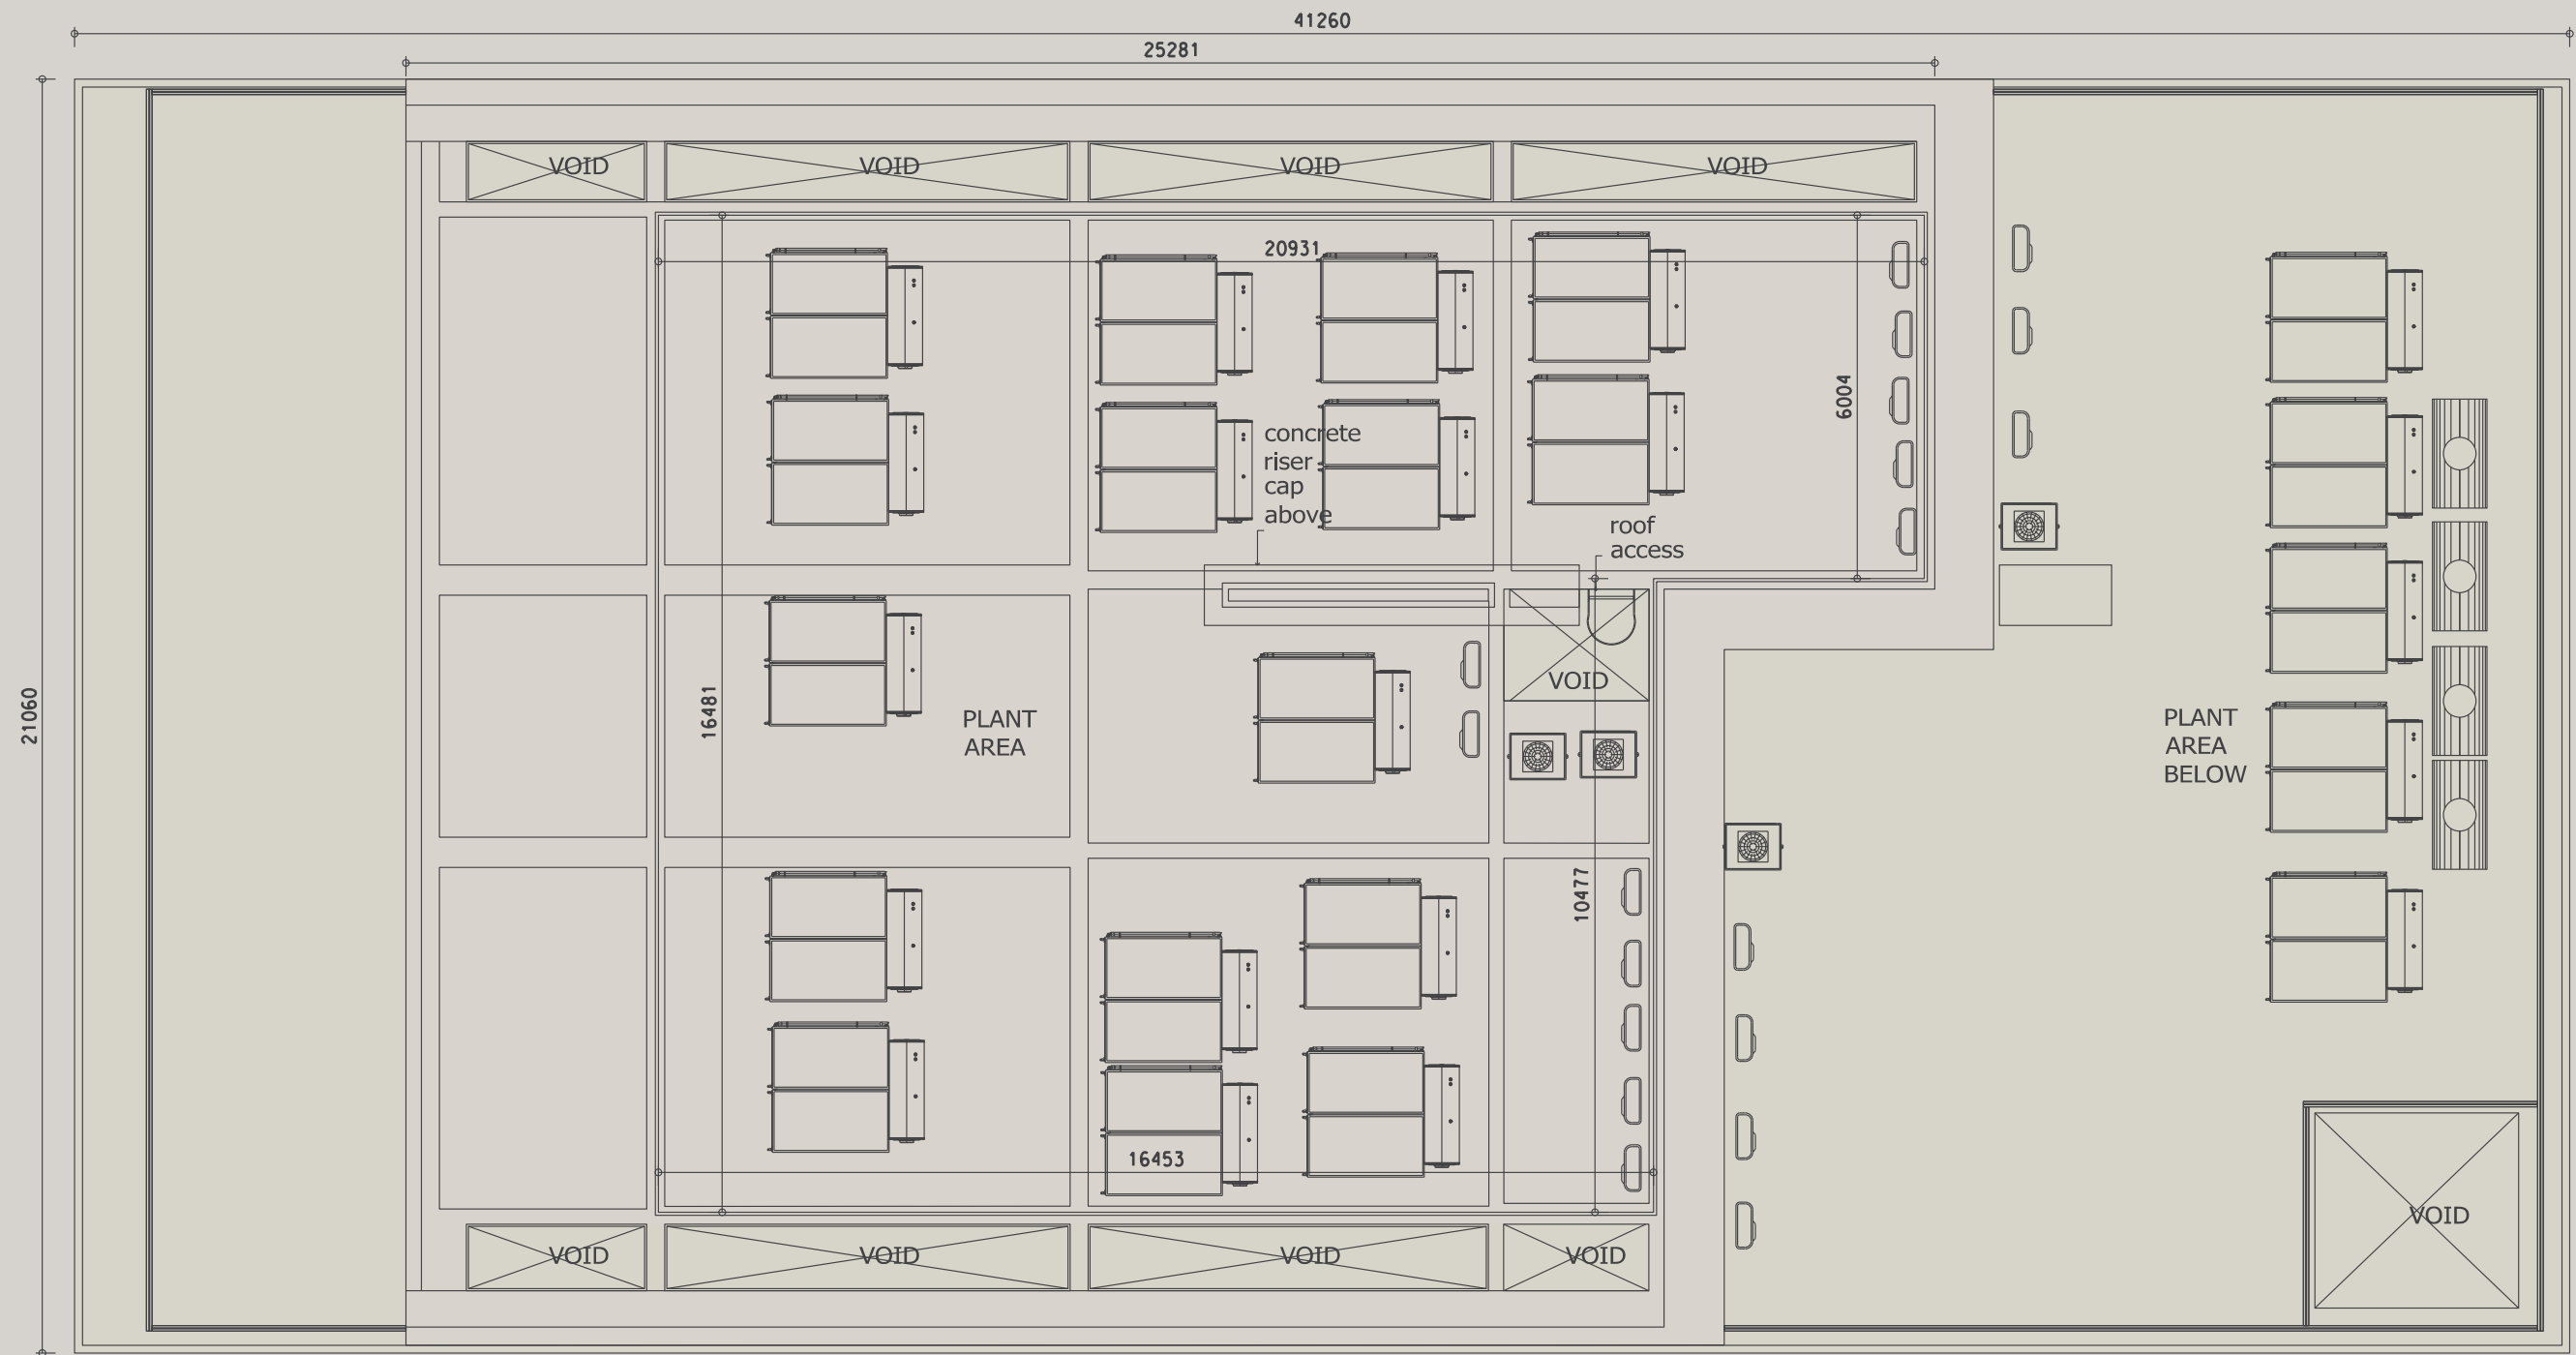 41260
25281
VOID
VOID
VOID
VOID
20931
6004
concrete
riser
cap
above
roof
access
VOID
21060
16481
PLANT
AREA
PLANT
AREA
BELOW
10477
16453
VOID
VOID
VOID
VOID
VOID